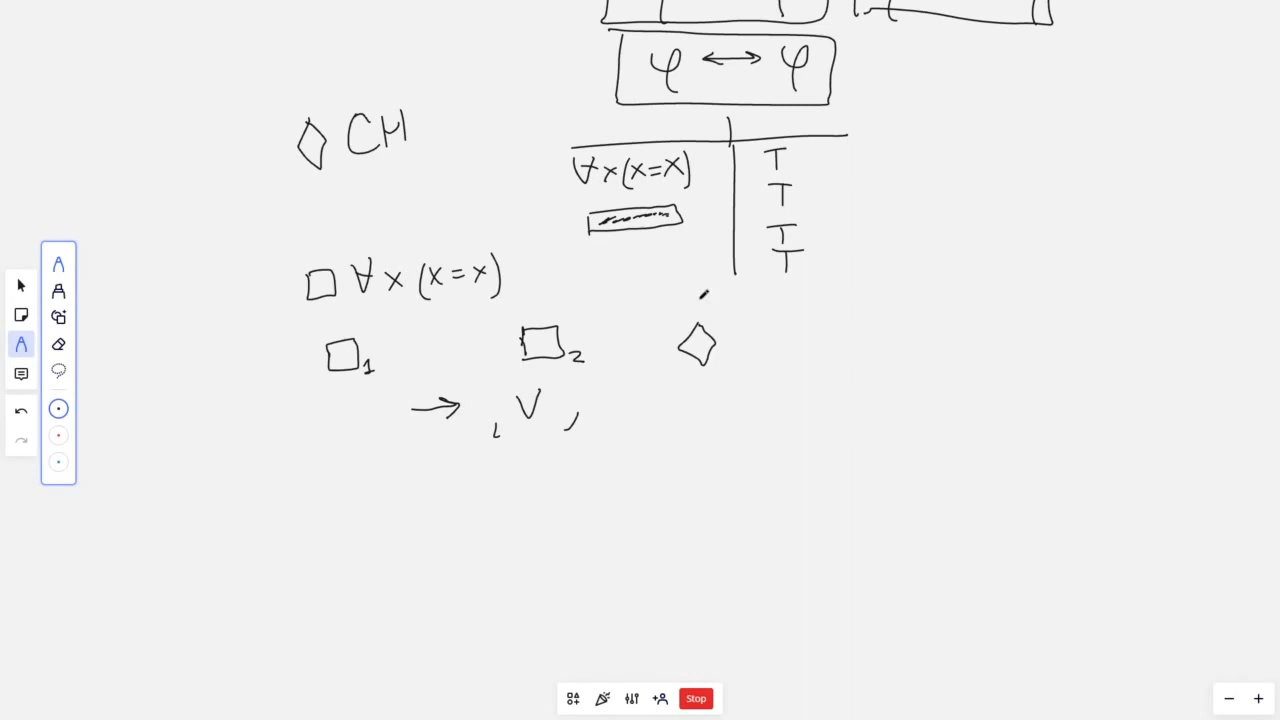 φ ↔ φ
◇ CH
∀x(x=x) T
T
T
T
□ ∀x(x=x)
□₁ □₂ ◇
→ , ∨ ,
Stop